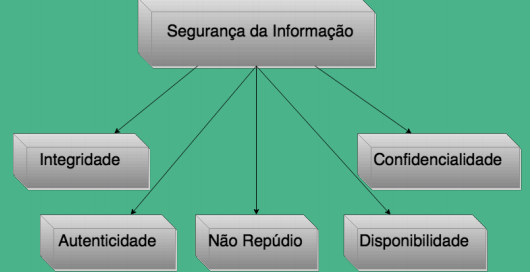 Segurança da Informação
Integridade
Confidencialidade
Autenticidade
Não Repúdio
Disponibilidade